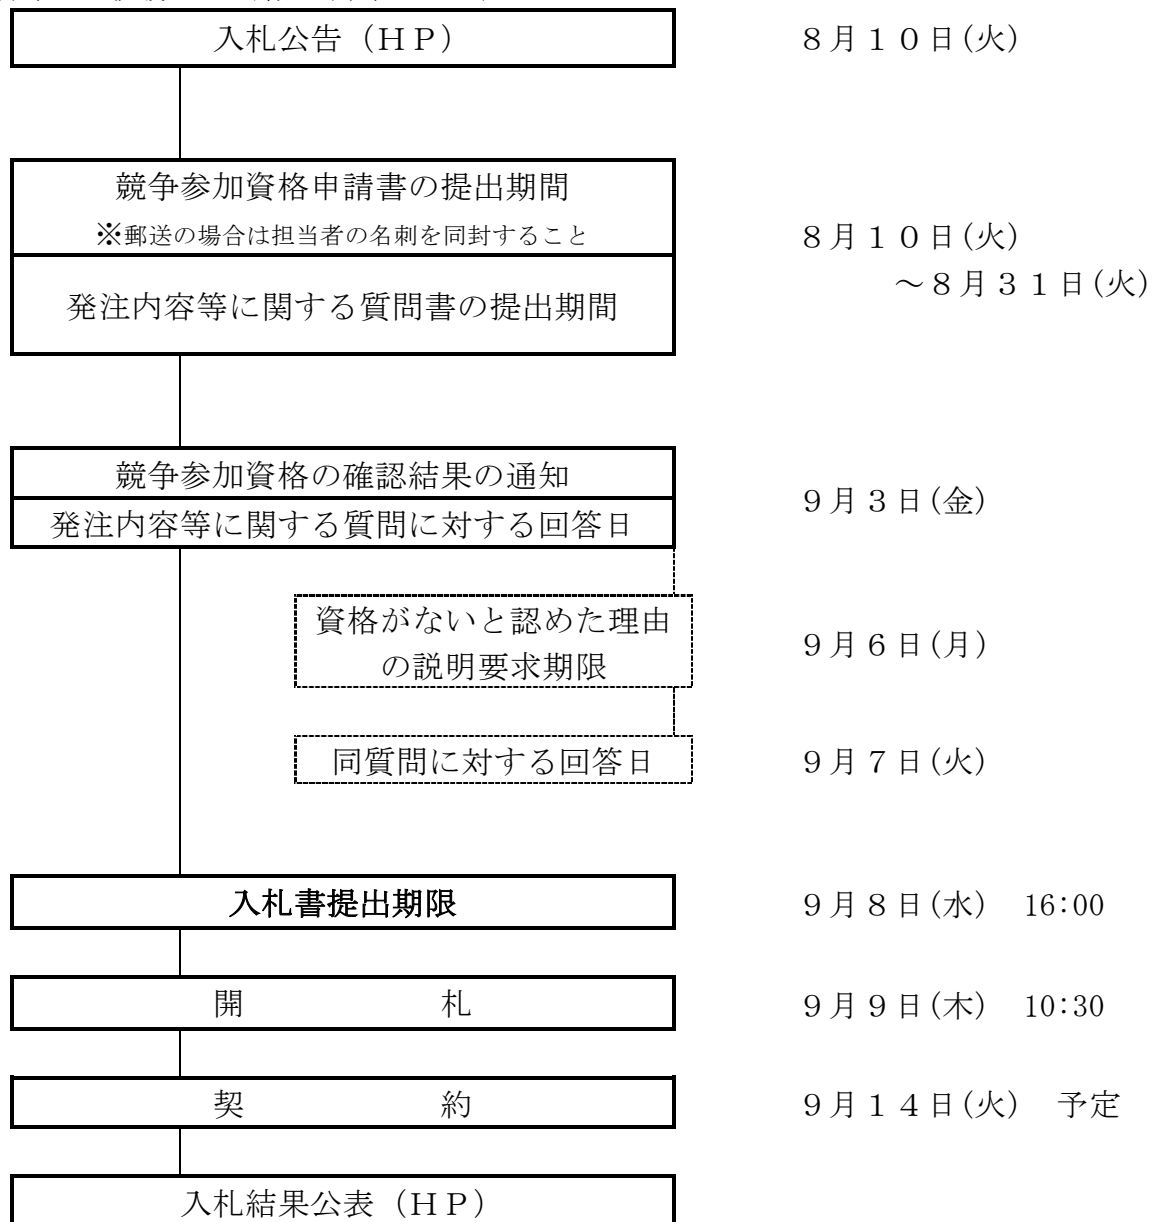 入札公告（ＨＰ）　８月１０日(火)
競争参加資格申請書の提出期間
※郵送の場合は担当者の名刺を同封すること　８月１０日(火)
～８月３１日(火)
発注内容等に関する質問書の提出期間
競争参加資格の確認結果の通知
９月３日(金)
発注内容等に関する質問に対する回答日
資格がないと認めた理由
の説明要求期限
９月６日(月)
同質問に対する回答日　９月７日(火)
入札書提出期限　９月８日(水)　16:00
開　　　札　９月９日(木)　10:30
契　　　約　９月１４日(火)　予定
入札結果公表（ＨＰ）